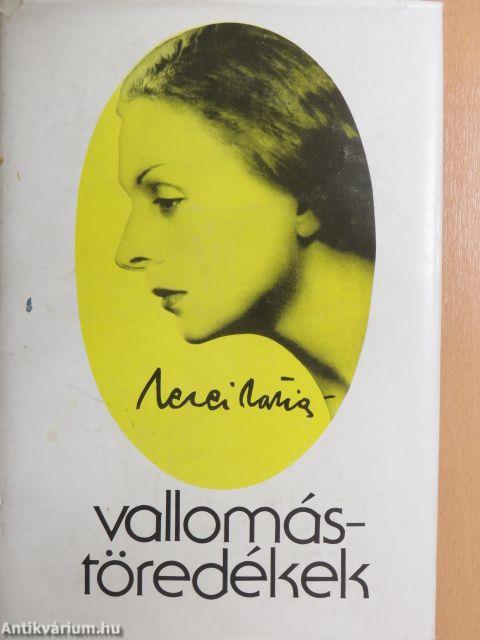 Mezei Mária
vallomás-
töredékek
Antikvárium.hu